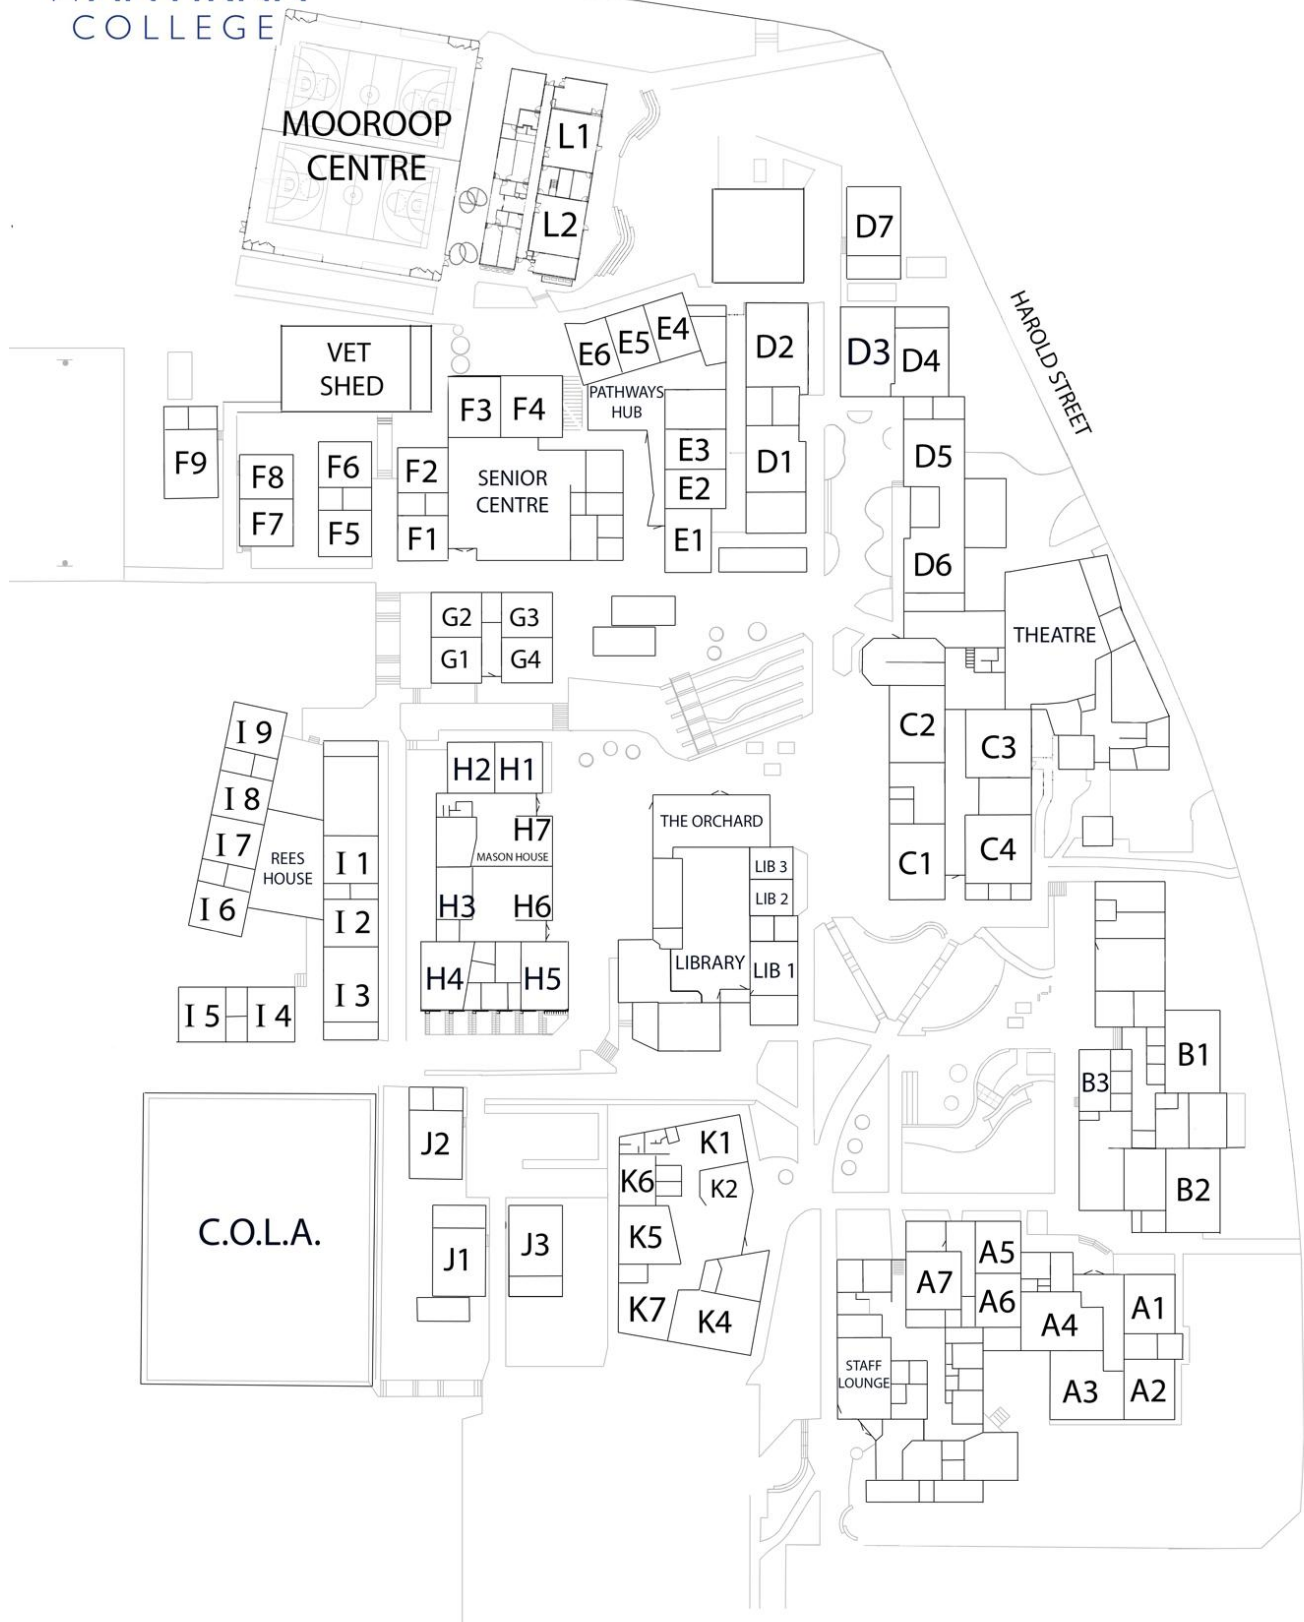 COLLEGE
MOOROOP
CENTRE
L1
L2
D7
HAROLD STREET
VET
SHED
E6
E5
E4
D2
D3
D4
PATHWAYS
HUB
F3
F4
F9
F8
F7
F6
F5
F2
F1
SENIOR
CENTRE
E3
E2
E1
D1
D5
D6
THEATRE
G2
G3
G1
G4
C2
C3
C1
C4
I 9
I 8
I 7
I 6
REES
HOUSE
I 1
I 2
I 3
I 5
I 4
H2
H1
H7
MASON HOUSE
H3
H6
H4
H5
THE ORCHARD
LIB 3
LIB 2
LIBRARY
LIB 1
B1
B3
B2
C.O.L.A.
J2
J1
J3
K1
K6
K2
K5
K7
K4
A5
A7
A6
A4
A1
A3
A2
STAFF
LOUNGE